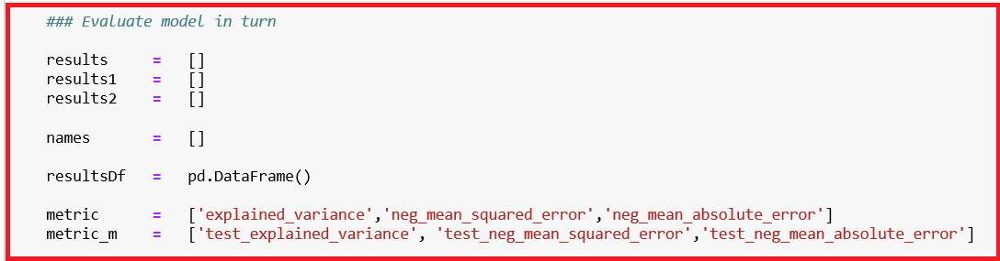 ### Evaluate model in turn
results     =   []
results1    =   []
results2    =   []
names       =   []
resultsDf   =   pd.DataFrame()
metric      =   ['explained_variance','neg_mean_squared_error','neg_mean_absolute_error']
metric_m    =   ['test_explained_variance', 'test_neg_mean_squared_error','test_neg_mean_absolute_error']